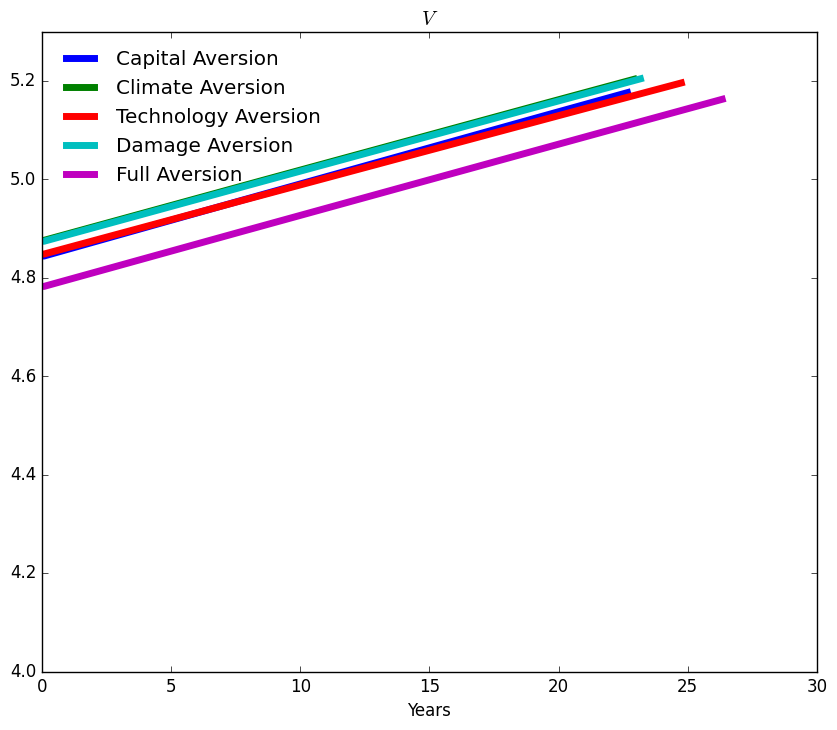 V
5.2
5.0
4.8
4.6
4.4
4.2
4.0
Capital Aversion
Climate Aversion
Technology Aversion
Damage Aversion
Full Aversion
0 5 10 15 20 25 30
Years